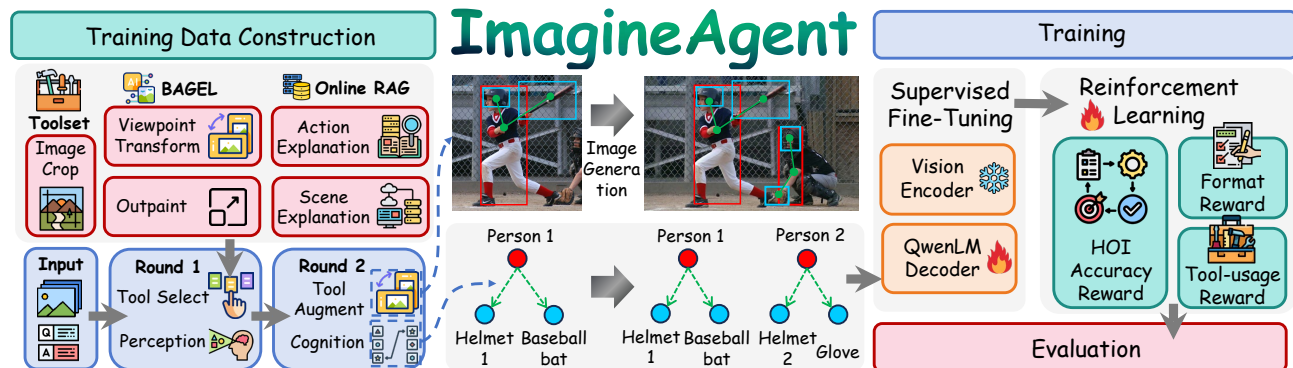 Training Data Construction
ImagineAgent
Training
Toolset
BAGEL
Online RAG
Image
Crop
Viewpoint
Transform
Action
Explanation
Outpaint
Scene
Explanation
Input
Q
A
Round 1
Tool Select
Perception
Round 2
Tool
Augment
Cognition
Image
Genera
tion
Person 1
Helmet
1
Baseball
bat
Person 1
Helmet
1
Baseball
bat
Person 2
Helmet
2
Glove
Supervised
Fine-Tuning
Vision
Encoder
QwenLM
Decoder
Reinforcement
Learning
HOI
Accuracy
Reward
Format
Reward
Tool-usage
Reward
Evaluation